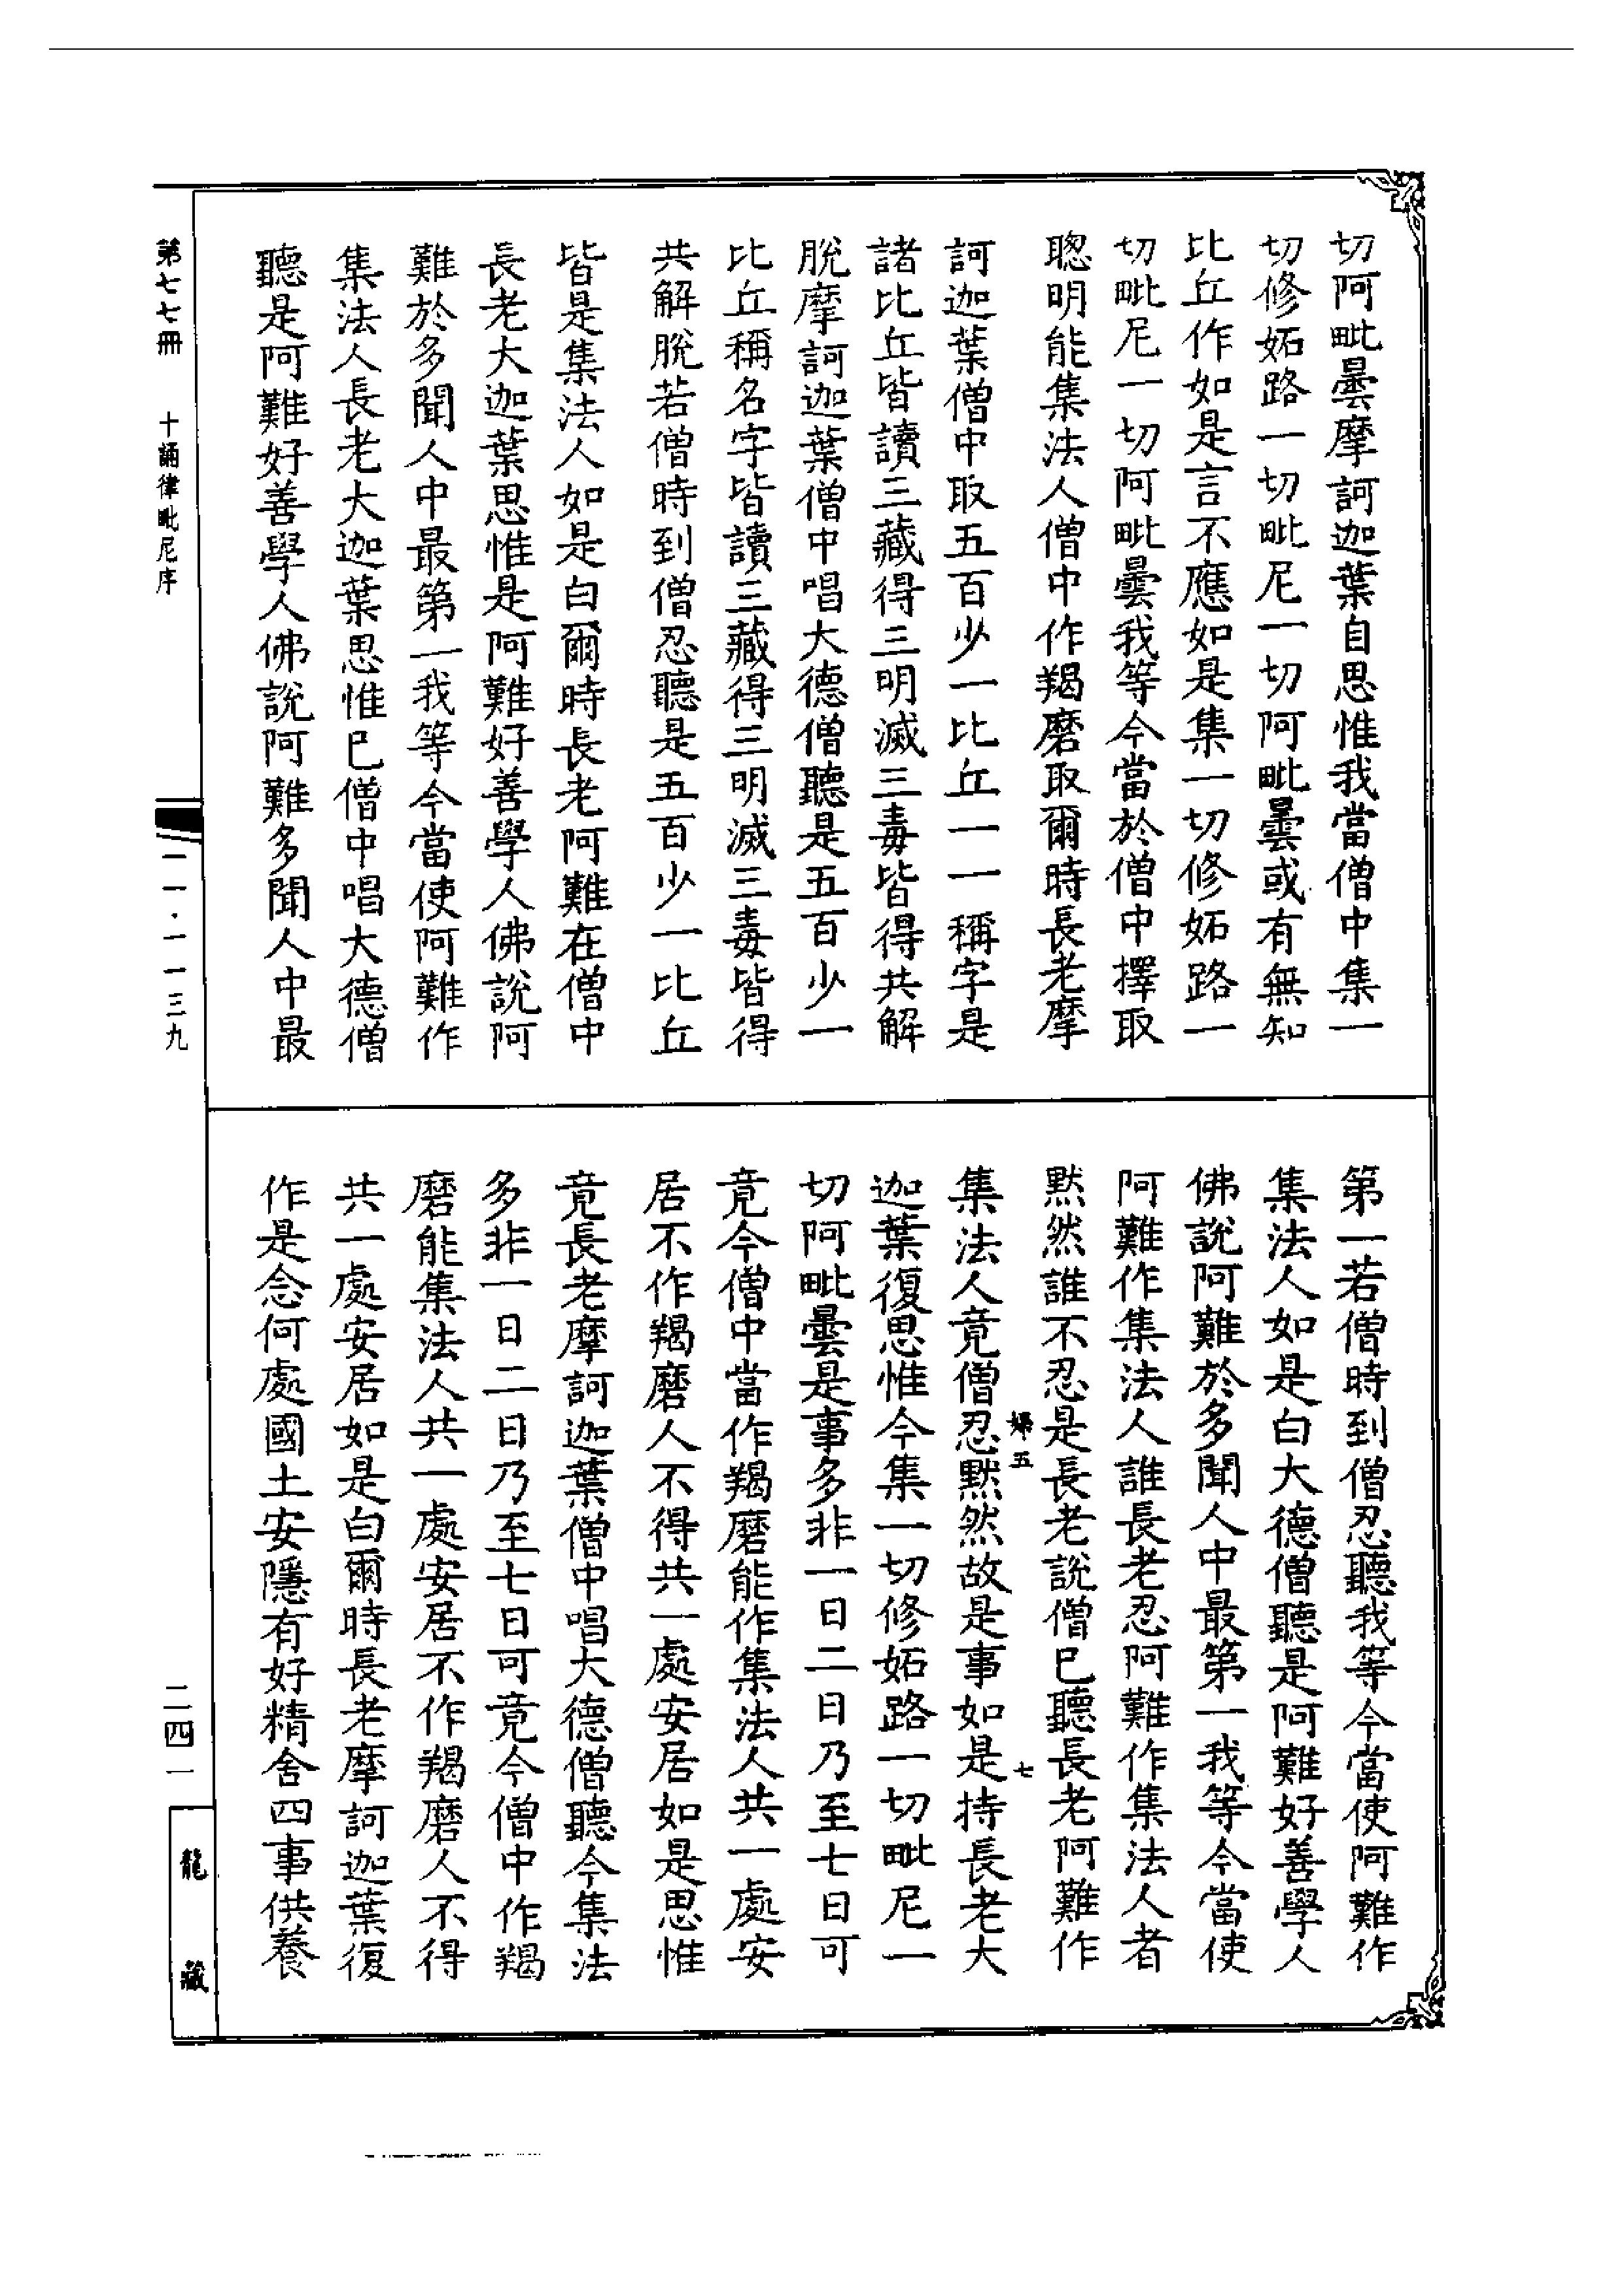 切阿毗曇摩訶迦葉自思惟我當僧中集一
切修妬路一切毗尼一切阿毗曇或有無知
比丘作如是言不應如是集一切修妬路一
切毗尼一切阿毗曇我等今當於僧中擇取
聰明能集法人僧中作羯磨取爾時長老摩
訶迦葉僧中取五百少一比丘一一稱字是
諸比丘皆讀三藏得三明滅三毒皆得共解
脫摩訶迦葉僧中唱大德僧聽是五百少一
比丘稱名字皆讀三藏得三明滅三毒皆得
共解脫若僧時到僧忍聽是五百少一比丘
皆是集法人如是白爾時長老阿難在僧中
長老大迦葉思惟是阿難好善學人佛說阿
難於多聞人中最第一我等今當使阿難作
集法人長老大迦葉思惟已僧中唱大德僧
聽是阿難好善學人佛說阿難多聞人中最
第一若僧時到僧忍聽我等今當使阿難作
集法人如是白大德僧聽是阿難好善學人
佛說阿難於多聞人中最第一我等今當使
阿難作集法人誰長老忍阿難作集法人者
默然誰不忍是長老說僧已聽長老阿難作
五 七
集法人竟僧忍默然故是事如是持長老大
迦葉復思惟今集一切修妬路一切毗尼一
切阿毗曇是事多非一日二日乃至七日可
竟今僧中當作羯磨能作集法人共一處安
居不作羯磨人不得共一處安居如是思惟
竟長老摩訶迦葉僧中唱大德僧聽今集法
多非一日二日乃至七日可竟今僧中作羯
磨能集法人共一處安居不作羯磨人不得
共一處安居如是白爾時長老摩訶迦葉復
作是念何處國土安隱有好精舍四事供養
第七七冊 十誦律毗尼序
一一·一一三九
二四一
龍藏